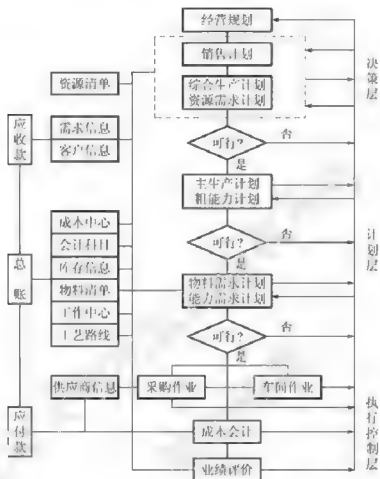 经营规划
销售计划
资源清单
综合生产计划
资源需求计划
决策层
应收款
需求信息
客户信息
可行?
否
是
主生产计划
粗能力计划
成本中心
会计科目
库存信息
物料清单
工作中心
工艺路线
总账
可行?
否
是
计划层
物料需求计划
能力需求计划
可行?
否
是
供应商信息
采购作业
车间作业
执行控制层
应付款
成本会计
业绩评价